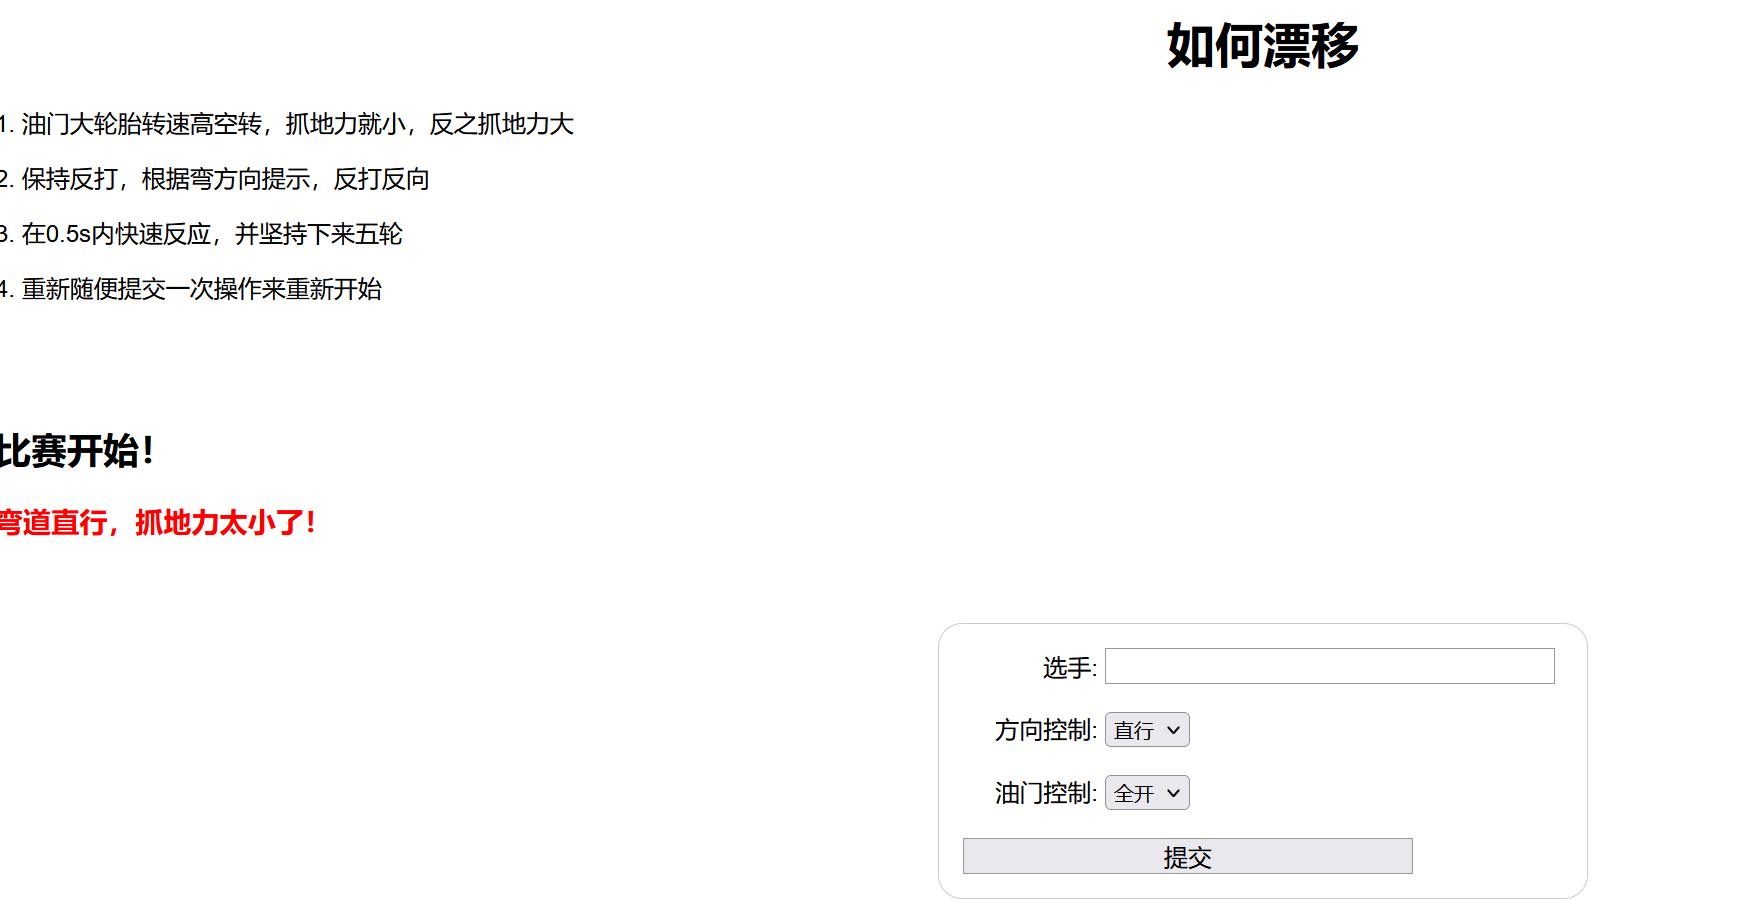 如何漂移
1. 油门大轮胎转速高空转，抓地力就小，反之抓地力大
2. 保持反打，根据弯方向提示，反打反向
3. 在0.5s内快速反应，并坚持下来五轮
4. 重新随便提交一次操作来重新开始
比赛开始！
弯道直行，抓地力太小了！
选手:
方向控制: 直行
油门控制: 全开
提交